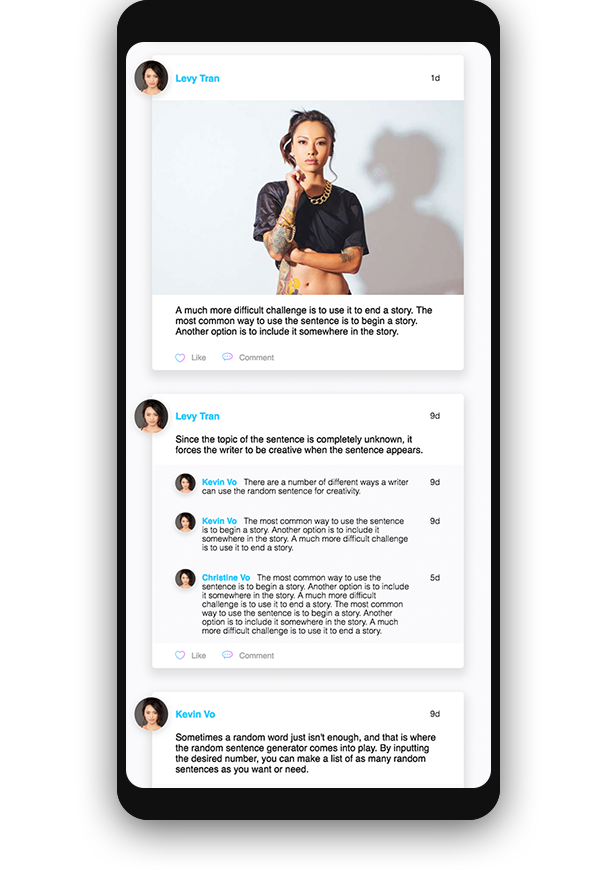 Levy Tran 1d
A much more difficult challenge is to use it to end a story. The
most common way to use the sentence is to begin a story.
Another option is to include it somewhere in the story.
Like Comment
Levy Tran 9d
Since the topic of the sentence is completely unknown, it
forces the writer to be creative when the sentence appears.
Kevin Vo There are a number of different ways a writer 9d
can use the random sentence for creativity.
Kevin Vo The most common way to use the sentence 9d
is to begin a story. Another option is to include it
somewhere in the story. A much more difficult challenge
is to use it to end a story.
Christine Vo The most common way to use the 5d
sentence is to begin a story. Another option is to include
it somewhere in the story. A much more difficult
challenge is to use it to end a story. The most common
way to use the sentence is to begin a story. Another
option is to include it somewhere in the story. A much
more difficult challenge is to use it to end a story.
Like Comment
Kevin Vo 9d
Sometimes a random word just isn't enough, and that is where
the random sentence generator comes into play. By inputting
the desired number, you can make a list of as many random
sentences as you want or need.